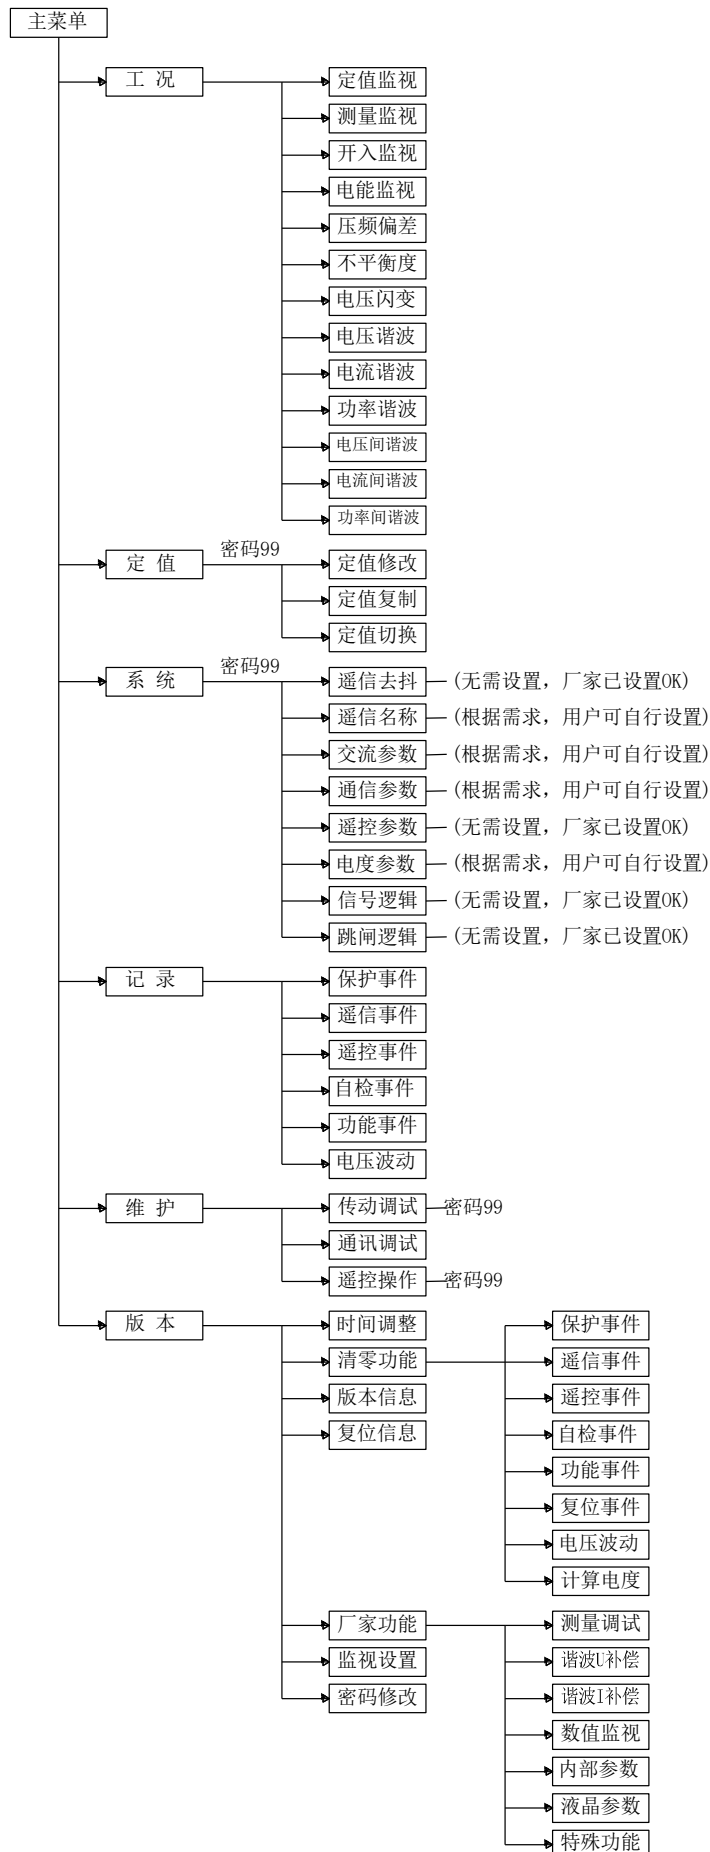 主菜单
工 况
定值监视
测量监视
开入监视
电能监视
压频偏差
不平衡度
电压闪变
电压谐波
电流谐波
功率谐波
电压间谐波
电流间谐波
功率间谐波
定 值
密码99
定值修改
定值复制
定值切换
系 统
密码99
遥信去抖 (无需设置，厂家已设置OK)
遥信名称 (根据需求，用户可自行设置)
交流参数 (根据需求，用户可自行设置)
通信参数 (根据需求，用户可自行设置)
遥控参数 (无需设置，厂家已设置OK)
电度参数 (根据需求，用户可自行设置)
信号逻辑 (无需设置，厂家已设置OK)
跳闸逻辑 (无需设置，厂家已设置OK)
记 录
保护事件
遥信事件
遥控事件
自检事件
功能事件
电压波动
维 护
传动调试 密码99
通讯调试
遥控操作 密码99
版 本
时间调整
清零功能
保护事件
遥信事件
遥控事件
自检事件
功能事件
复位事件
电压波动
计算电度
版本信息
复位信息
厂家功能
测量调试
谐波U补偿
谐波I补偿
数值监视
内部参数
液晶参数
特殊功能
监视设置
密码修改